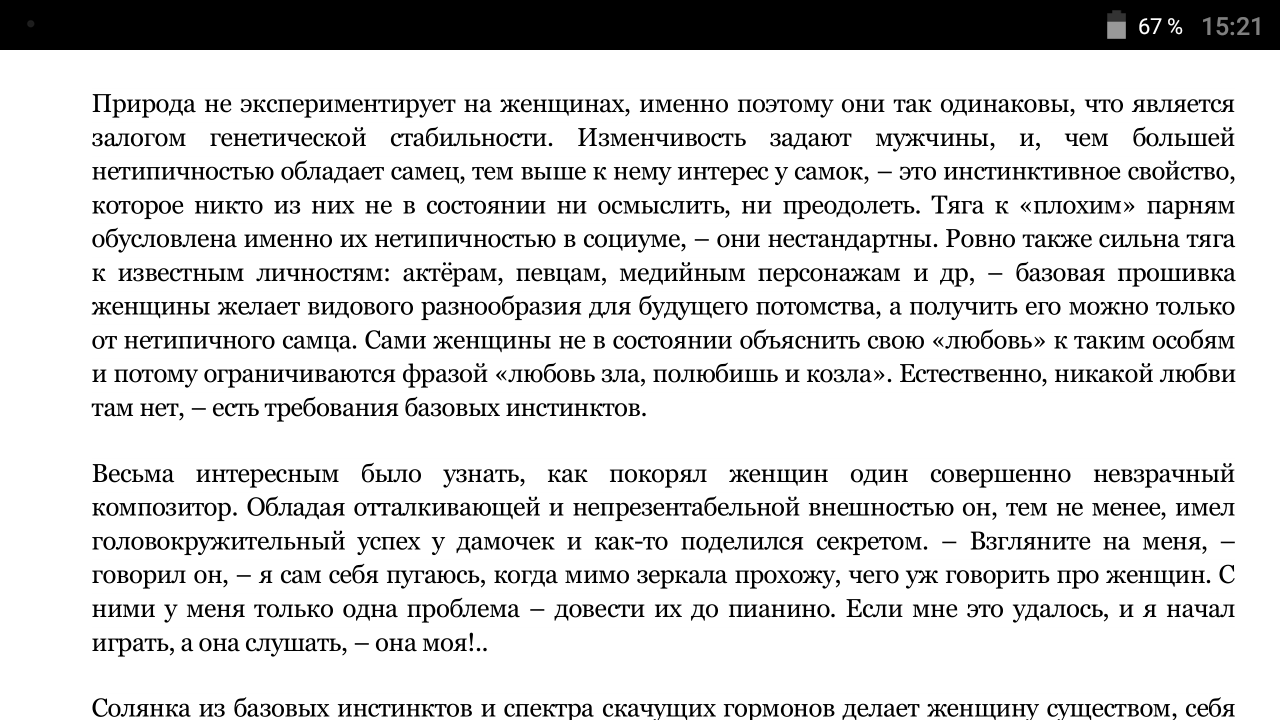 67 % 15:21
Природа не экспериментирует на женщинах, именно поэтому они так одинаковы, что является
залогом генетической стабильности. Изменчивость задают мужчины, и, чем большей
нетипичностью обладает самец, тем выше к нему интерес у самок, – это инстинктивное свойство,
которое никто из них не в состоянии ни осмыслить, ни преодолеть. Тяга к «плохим» парням
обусловлена именно их нетипичностью в социуме, – они нестандартны. Ровно также сильна тяга
к известным личностям: актёрам, певцам, медийным персонажам и др, – базовая прошивка
женщины желает видового разнообразия для будущего потомства, а получить его можно только
от нетипичного самца. Сами женщины не в состоянии объяснить свою «любовь» к таким особям
и потому ограничиваются фразой «любовь зла, полюбишь и козла». Естественно, никакой любви
там нет, – есть требования базовых инстинктов.
Весьма интересным было узнать, как покорял женщин один совершенно невзрачный
композитор. Обладая отталкивающей и непрезентабельной внешностью он, тем не менее, имел
головокружительный успех у дамочек и как-то поделился секретом. – Взгляните на меня, –
говорил он, – я сам себя пугаюсь, когда мимо зеркала прохожу, чего уж говорить про женщин. С
ними у меня только одна проблема – довести их до пианино. Если мне это удалось, и я начал
играть, а она слушать, – она моя!..
Солянка из базовых инстинктов и спектра скачущих гормонов делает женщину существом, себя